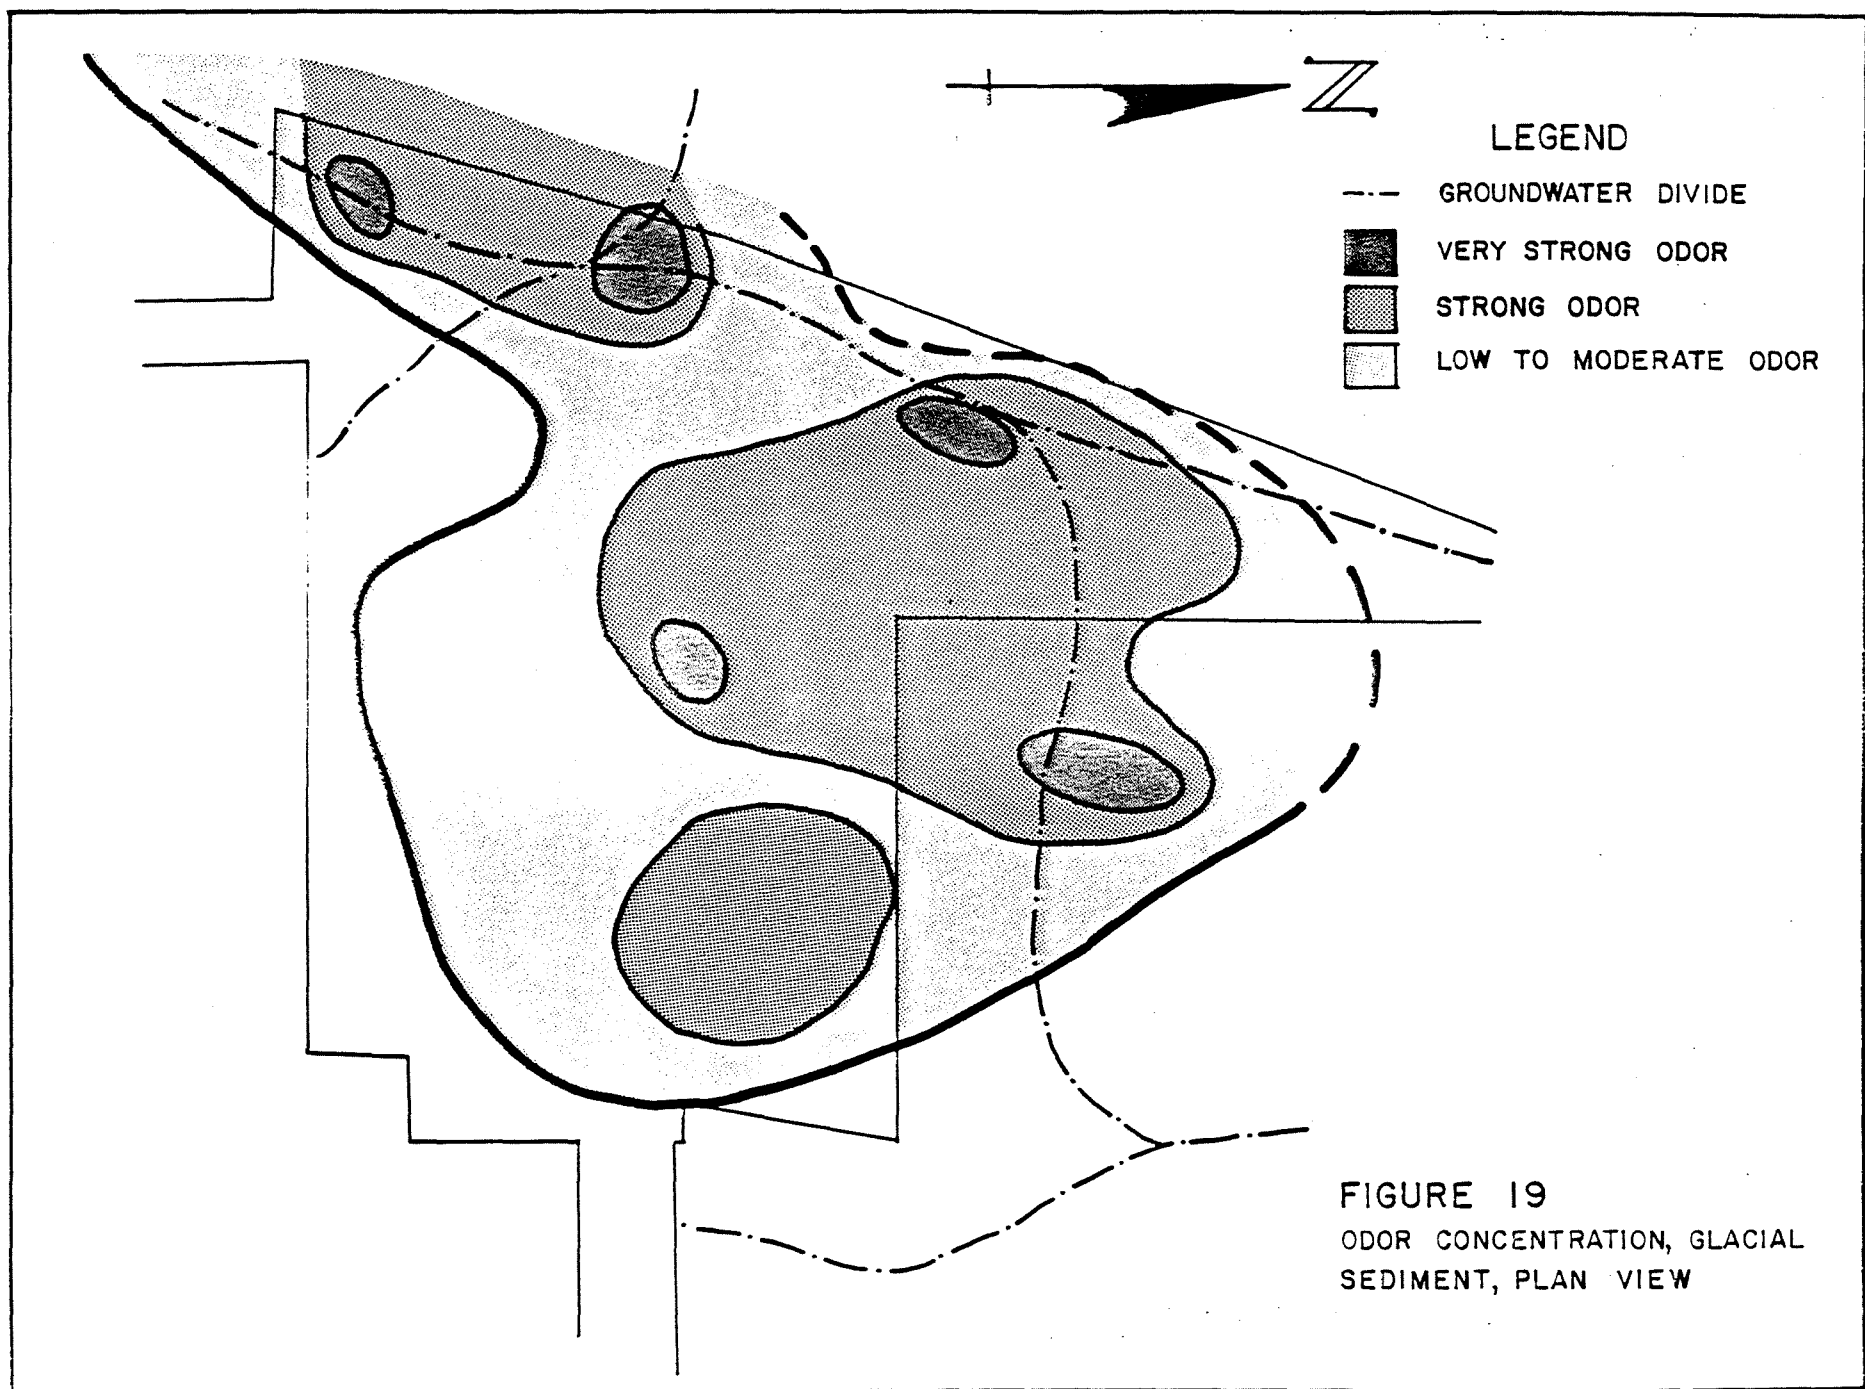 N
LEGEND
GROUNDWATER DIVIDE
VERY STRONG ODOR
STRONG ODOR
LOW TO MODERATE ODOR
FIGURE 19
ODOR CONCENTRATION, GLACIAL
SEDIMENT, PLAN VIEW